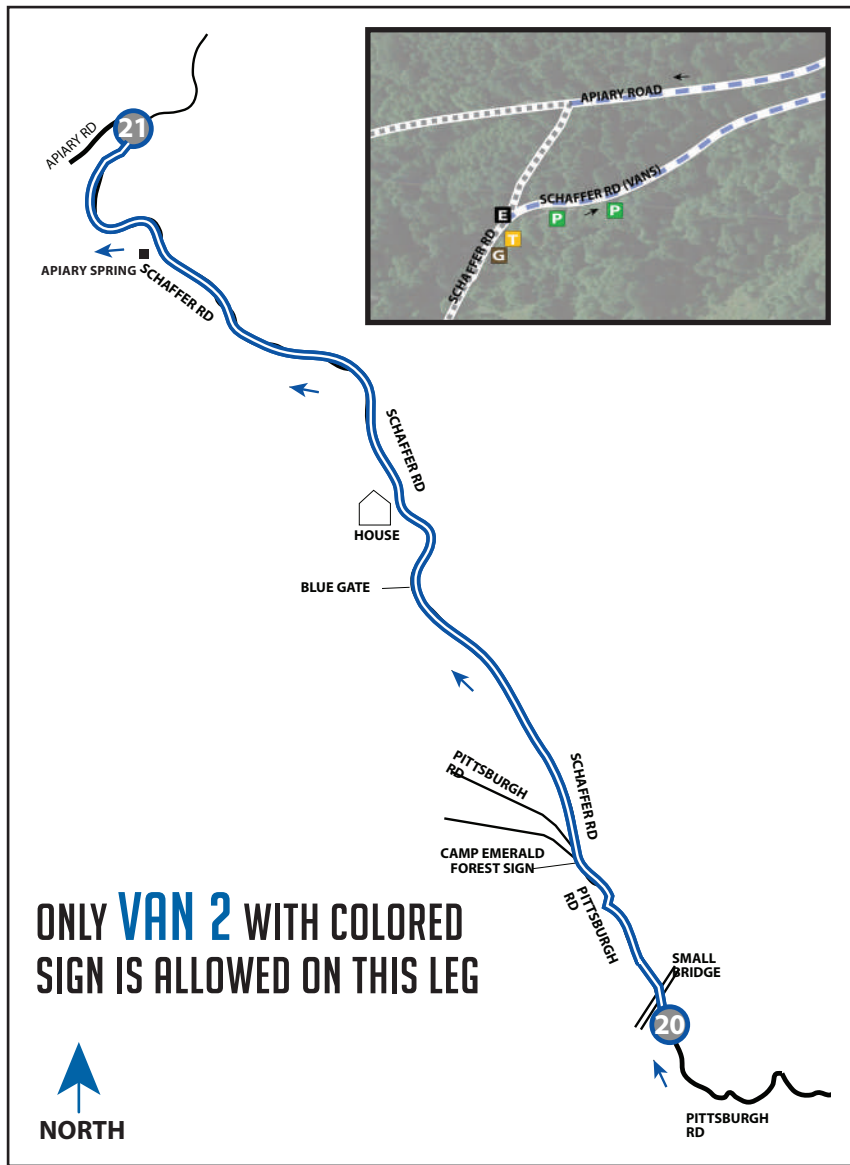 21
APIARY RD
APIARY SPRING
SCHAFFER RD
APIARY ROAD
SCHAFFER RD (VANS)
E
P
P
T
G
SCHAFFER RD
SCHAFFER RD
HOUSE
BLUE GATE
PITTSBURGH
RD
SCHAFFER RD
CAMP EMERALD
FOREST SIGN
PITTSBURGH
RD
SMALL
BRIDGE
20
PITTSBURGH
RD
ONLY VAN 2 WITH COLORED
SIGN IS ALLOWED ON THIS LEG
NORTH